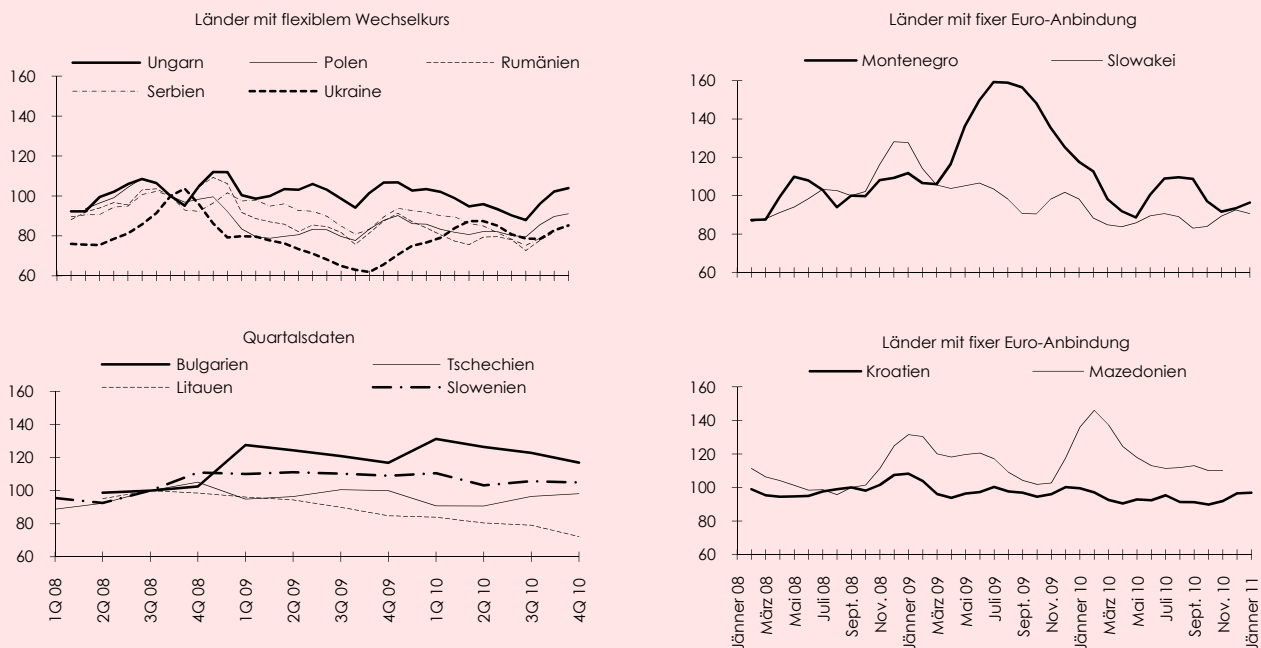 Länder mit flexiblem Wechselkurs
Ungarn Polen Rumänien
Serbien Ukraine
160
140
120
100
80
60
Länder mit fixer Euro-Anbindung
Montenegro Slowakei
160
140
120
100
80
60
Quartalsdaten
Bulgarien Tschechien
Litauen Slowenien
160
140
120
100
80
60
1Q 08 2Q 08 3Q 08 4Q 08 1Q 09 2Q 09 3Q 09 4Q 09 1Q 10 2Q 10 3Q 10 4Q 10
Länder mit fixer Euro-Anbindung
Kroatien Mazedonien
160
140
120
100
80
60
Jänner 08 März 08 Mai 08 Juli 08 Sept. 08 Nov. 08 Jänner 09 März 09 Mai 09 Juli 09 Sept. 09 Nov. 09 Jänner 10 März 10 Mai 10 Juli 10 Sept. 10 Nov. 10 Jänner 11